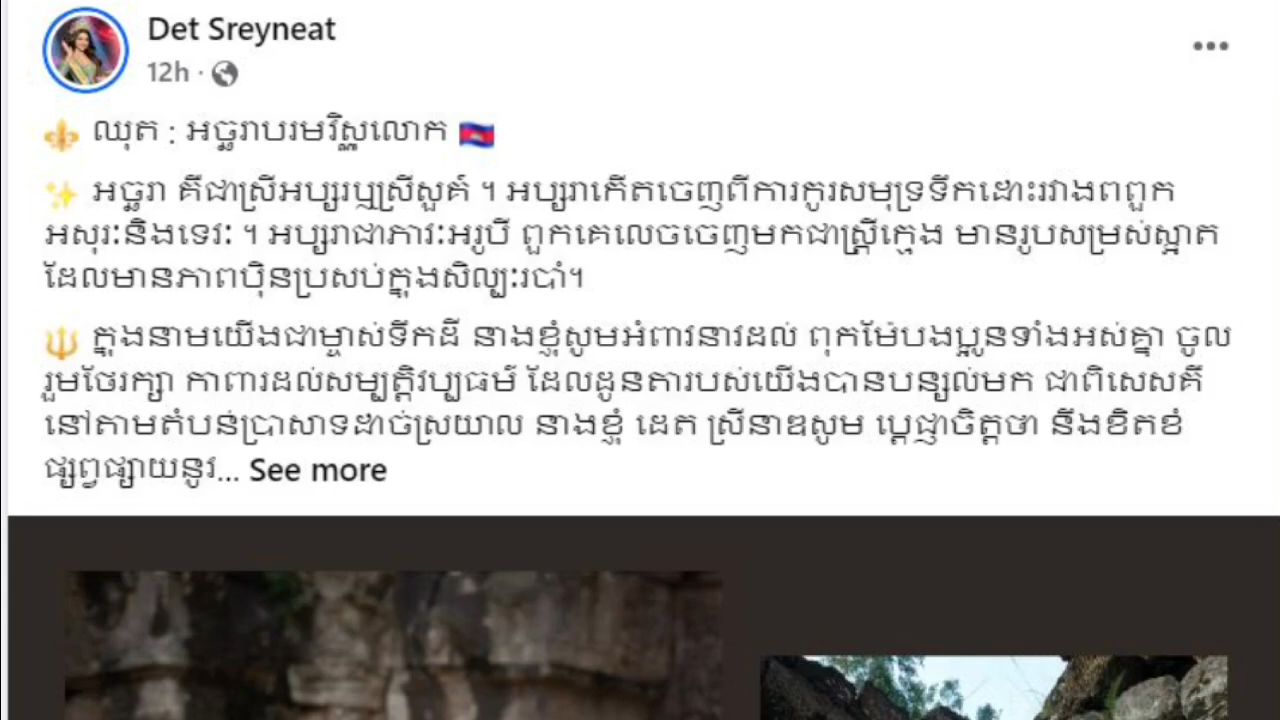 Det Sreyneat
12h ·
ឈុត : អច្ឆរាបរមវិស្ណុលោក
អច្ឆរា គឺជាស្រីអប្សរឬស្រីសួគ៌ ។ អប្សរាកើតចេញពីការកូរសមុទ្រទឹកដោះរវាងពពួក
អសុរៈនិងទេវៈ ។ អប្សរាជាភាវៈអរូបី ពួកគេលេចចេញមកជាស្ត្រីក្មេង មានរូបសម្រស់ស្អាត
ដែលមានភាពប៉ិនប្រសប់ក្នុងសិល្បៈរបាំ។
ក្នុងនាមយើងជាម្ចាស់ទឹកដី នាងខ្ញុំសូមអំពាវនាវដល់ ពុកម៉ែបងប្អូនទាំងអស់គ្នា ចូល
រួមថែរក្សា កាពារដល់សម្បត្តិវប្បធម៌ ដែលដូនតារបស់យើងបានបន្សល់មក ជាពិសេសគឺ
នៅតាមតំបន់ប្រាសាទដាច់ស្រយាល នាងខ្ញុំ ដេត ស្រីនាឌសូម ប្ដេជ្ញាចិត្តថា នឹងខិតខំ
ផ្សព្វផ្សាយនូវ... See more